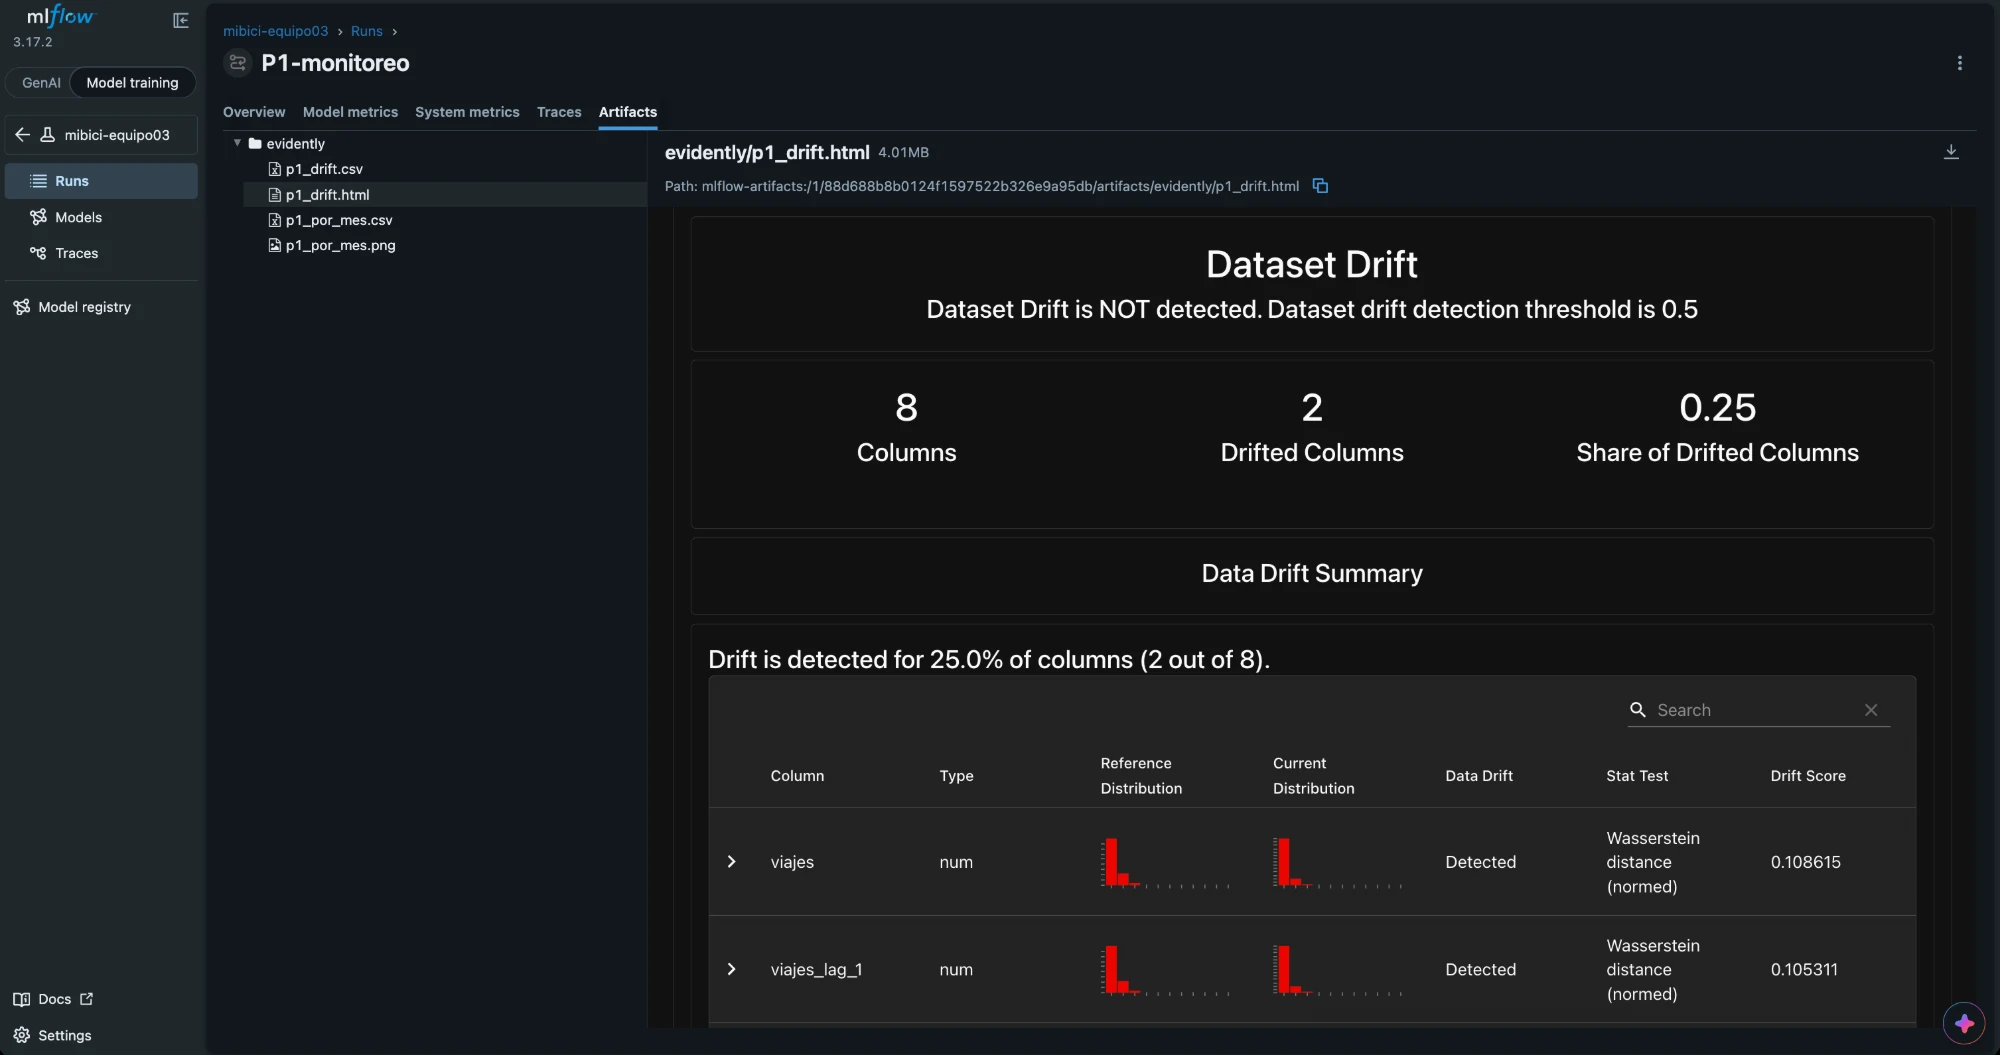 mlflow
3.17.2
GenAI
Model training
mibici-equipo03
Runs
Models
Traces
Model registry
Docs
Settings
mibici-equipo03 › Runs ›
P1-monitoreo
Overview
Model metrics
System metrics
Traces
Artifacts
evidently
p1_drift.csv
p1_drift.html
p1_por_mes.csv
p1_por_mes.png
evidently/p1_drift.html 4.01MB
Path: mlflow-artifacts:/1/88d688b8b0124f1597522b326e9a95db/artifacts/evidently/p1_drift.html
Dataset Drift
Dataset Drift is NOT detected. Dataset drift detection threshold is 0.5
8
Columns
2
Drifted Columns
0.25
Share of Drifted Columns
Data Drift Summary
Drift is detected for 25.0% of columns (2 out of 8).
Search
Column
Type
Reference
Distribution
Current
Distribution
Data Drift
Stat Test
Drift Score
viajes
num
Detected
Wasserstein
distance
(normed)
0.108615
viajes_lag_1
num
Detected
Wasserstein
distance
(normed)
0.105311